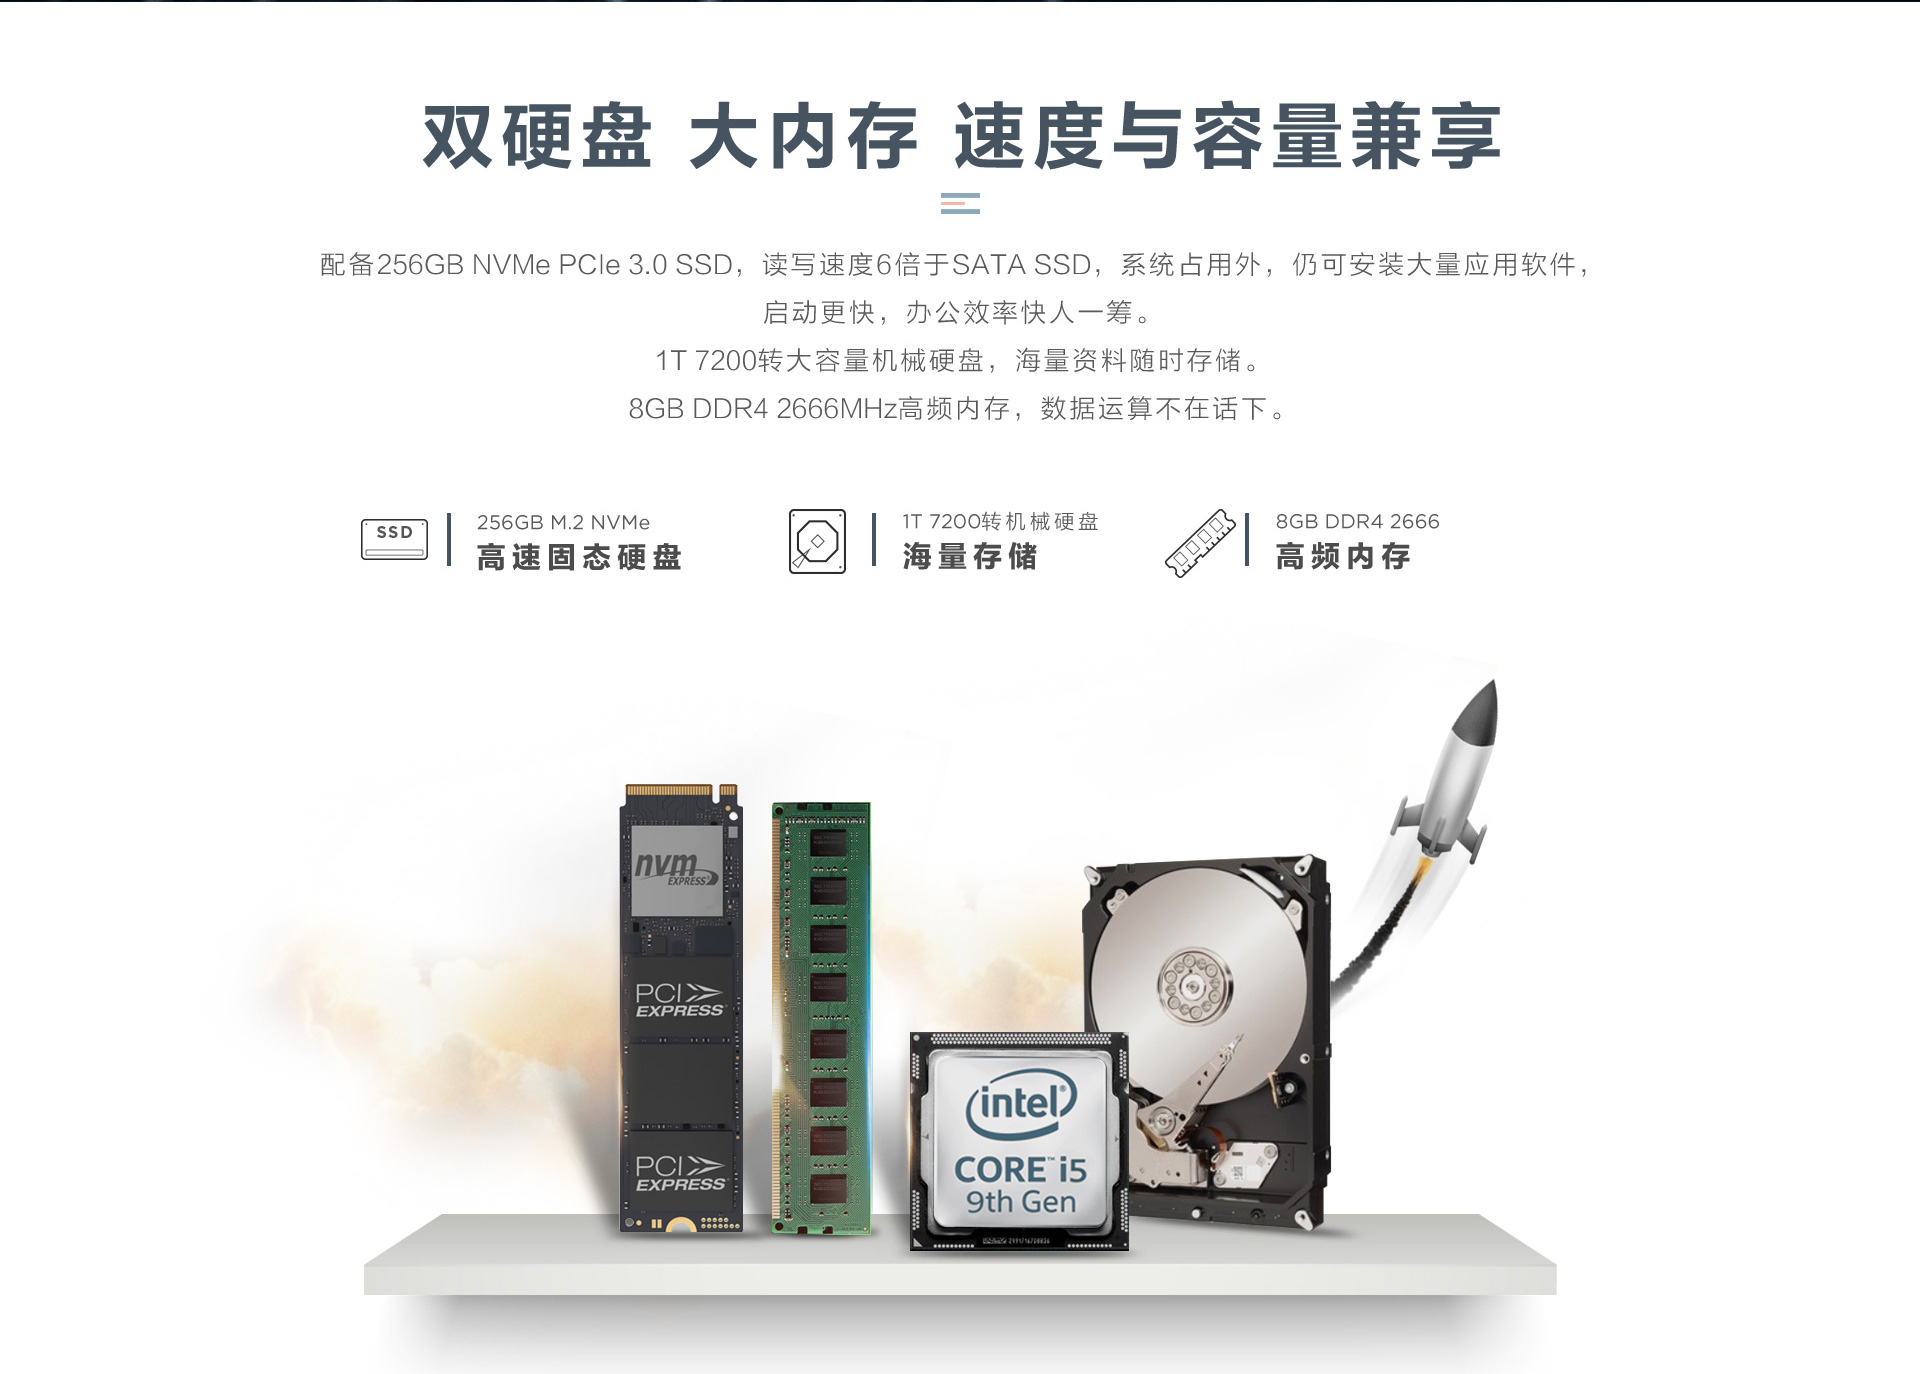 双硬盘 大内存 速度与容量兼享
配备256GB NVMe PCIe 3.0 SSD，读写速度6倍于SATA SSD，系统占用外，仍可安装大量应用软件，
启动更快，办公效率快人一筹。
1T 7200转大容量机械硬盘，海量资料随时存储。
8GB DDR4 2666MHz高频内存，数据运算不在话下。
SSD
256GB M.2 NVMe
高速固态硬盘
1T 7200转机械硬盘
海量存储
8GB DDR4 2666
高频内存
nvm
EXPRESS
PCI
EXPRESS
PCI
EXPRESS
intel
CORE™ i5
9th Gen